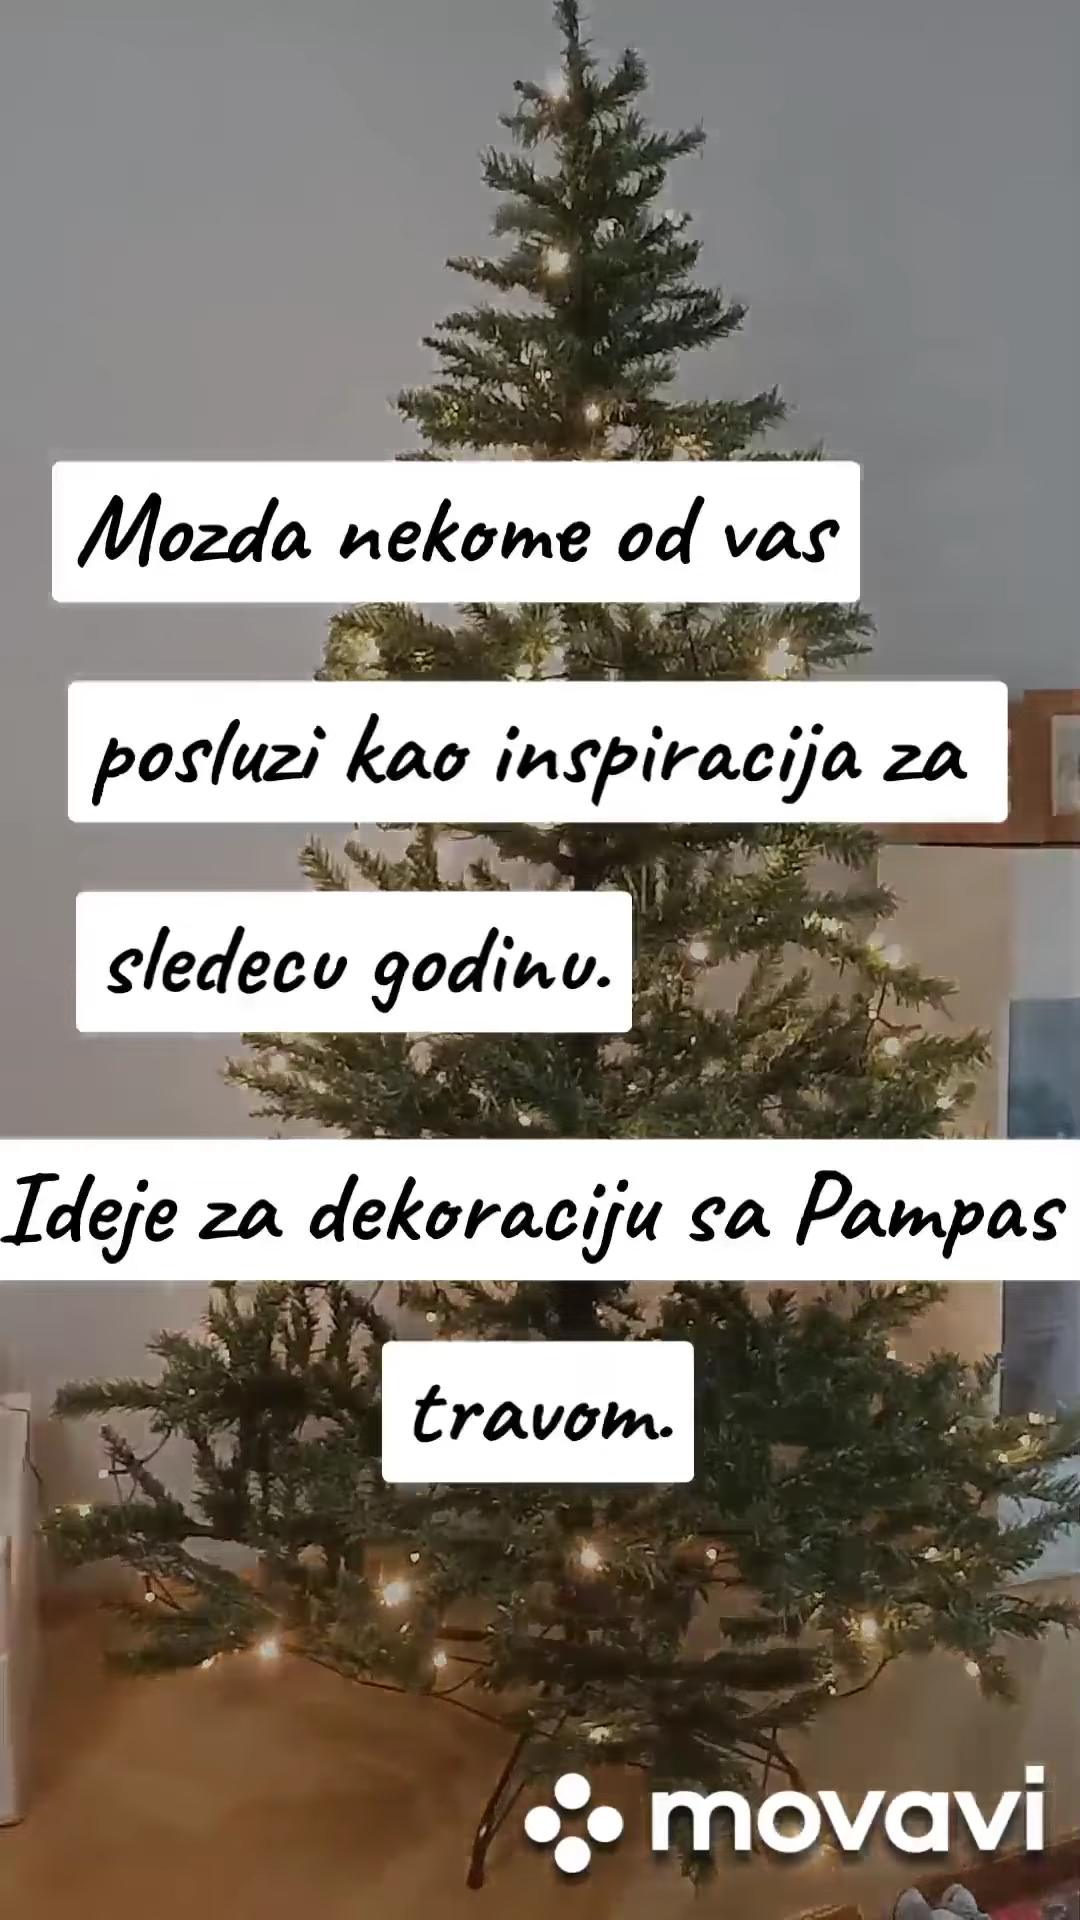 Mozda nekome od vas
posluzi kao inspiracija za
sledecu godinu.
Ideje za dekoraciju sa Pampas
travom.
movavi